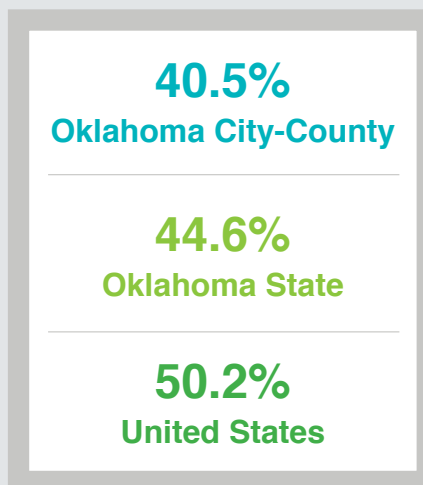 40.5%
Oklahoma City-County
44.6%
Oklahoma State
50.2%
United States